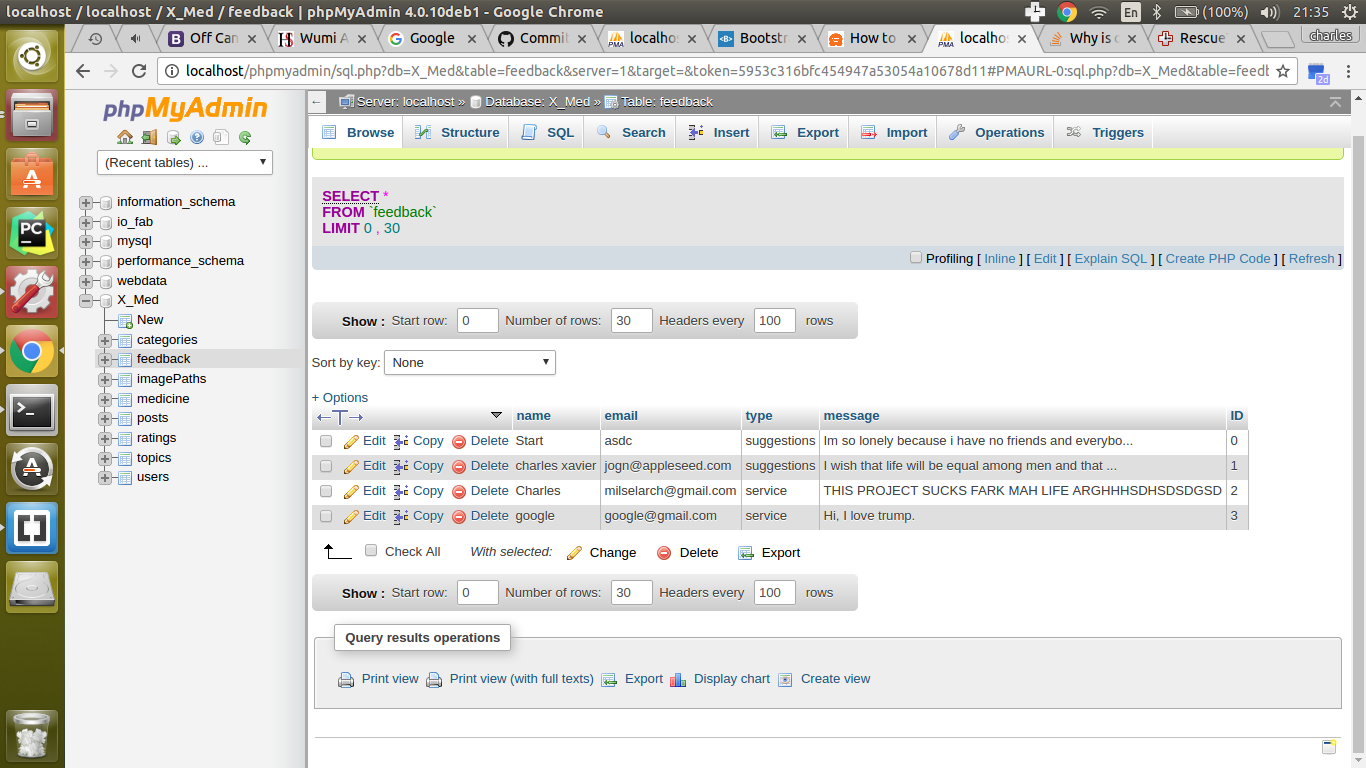 localhost / localhost / X_Med / feedback | phpMyAdmin 4.0.10deb1 - Google Chrome
En (100%) 21:35
Off Can
Wumi A
Google
Commit
localhos
Bootstr
How to
localhos
Why is c
Rescue
charles
localhost/phpmyadmin/sql.php?db=X_Med&table=feedback&server=1&target=&token=5953c316bfc454947a53054a10678d11#PMAURL-0:sql.php?db=X_Med&table=feedb
2d
phpMyAdmin
(Recent tables) ...
information_schema
io_fab
mysql
performance_schema
webdata
X_Med
New
categories
feedback
imagePaths
medicine
posts
ratings
topics
users
Server: localhost » Database: X_Med » Table: feedback
Browse Structure SQL Search Insert Export Import Operations Triggers
SELECT *
FROM `feedback`
LIMIT 0 , 30
Profiling [ Inline ] [ Edit ] [ Explain SQL ] [ Create PHP Code ] [ Refresh ]
Show : Start row: 0 Number of rows: 30 Headers every 100 rows
Sort by key: None
+ Options
name email type message ID
Edit Copy Delete Start asdc suggestions Im so lonely because i have no friends and everybo... 0
Edit Copy Delete charles xavier jogn@appleseed.com suggestions I wish that life will be equal among men and that ... 1
Edit Copy Delete Charles milselarch@gmail.com service THIS PROJECT SUCKS FARK MAH LIFE ARGHHHSDHSDSDGSD 2
Edit Copy Delete google google@gmail.com service Hi, I love trump. 3
Check All With selected: Change Delete Export
Show : Start row: 0 Number of rows: 30 Headers every 100 rows
Query results operations
Print view Print view (with full texts) Export Display chart Create view